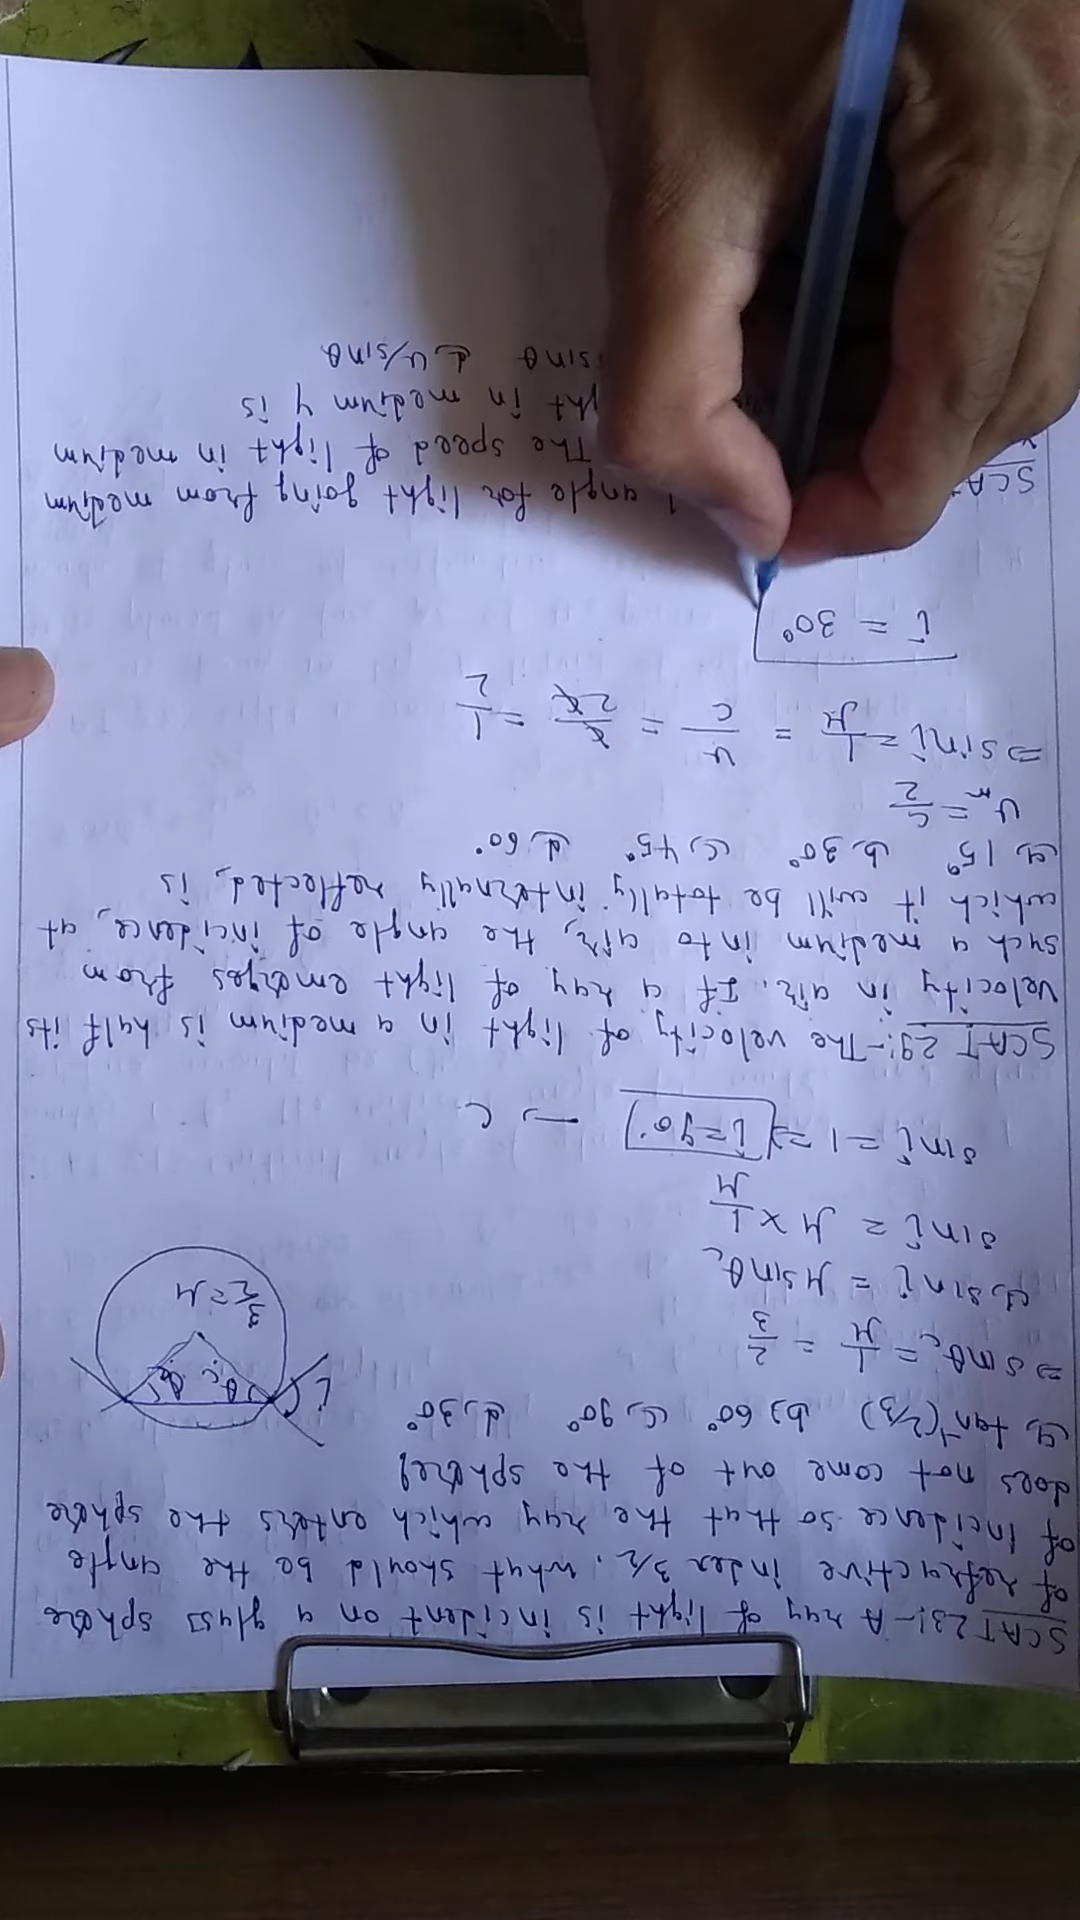 SCAT 23:- A ray of light is incident on a glass sphere
of refractive index 3/2. What should be the angle
of incidence so that the ray which enters the sphere
does not come out of the sphere?
a, tan⁻¹(2/3) b) 60° c, 90° d, 30°
⇒ sinθc = 1/μ = 2/3
a, sin i = μ sinθc
sin i = μ × 1/μ
sin i = 1 ⇒ i = 90° → c
i
θc θc
3/2 = μ
SCAT 29:- The velocity of light in a medium is half its
velocity in air. If a ray of light emerges from
such a medium into air, the angle of incidence, at
which it will be totally internally reflected, is
a, 15° b, 30° c, 45° d, 60°
vm = c/2
⇒ sin i = 1/μ = v/c = c/2c = 1/2
i = 30°
SCA
angle for light going from medium
x The speed of light in medium
ght in medium y is
sinθ d, v/sinθ